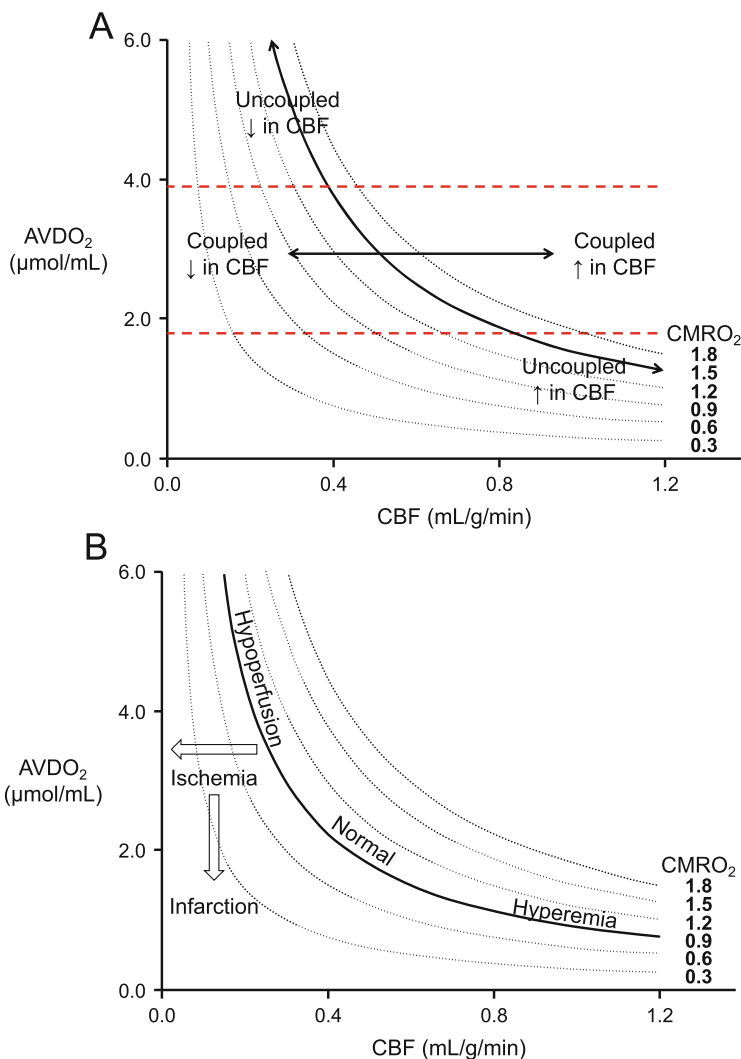 A
6.0
Uncoupled
↓ in CBF
4.0
AVDO₂
(μmol/mL)
Coupled
↓ in CBF
Coupled
↑ in CBF
2.0
CMRO₂
1.8
1.5
1.2
0.9
0.6
0.3
Uncoupled
↑ in CBF
0.0
0.0
0.4
0.8
1.2
CBF (mL/g/min)
B
6.0
Hypoperfusion
4.0
AVDO₂
(μmol/mL)
Ischemia
2.0
Normal
Infarction
Hyperemia
CMRO₂
1.8
1.5
1.2
0.9
0.6
0.3
0.0
0.0
0.4
0.8
1.2
CBF (mL/g/min)